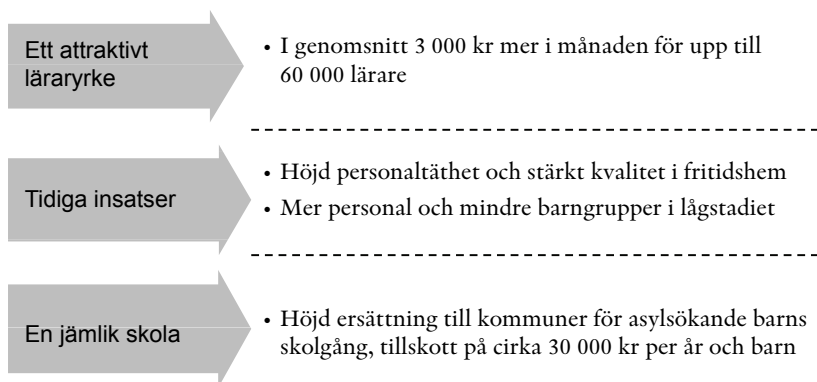 Ett attraktivt
läraryrke
• I genomsnitt 3 000 kr mer i månaden för upp till
60 000 lärare
Tidiga insatser
• Höjd personaltäthet och stärkt kvalitet i fritidshem
• Mer personal och mindre barngrupper i lågstadiet
En jämlik skola
• Höjd ersättning till kommuner för asylsökande barns
skolgång, tillskott på cirka 30 000 kr per år och barn